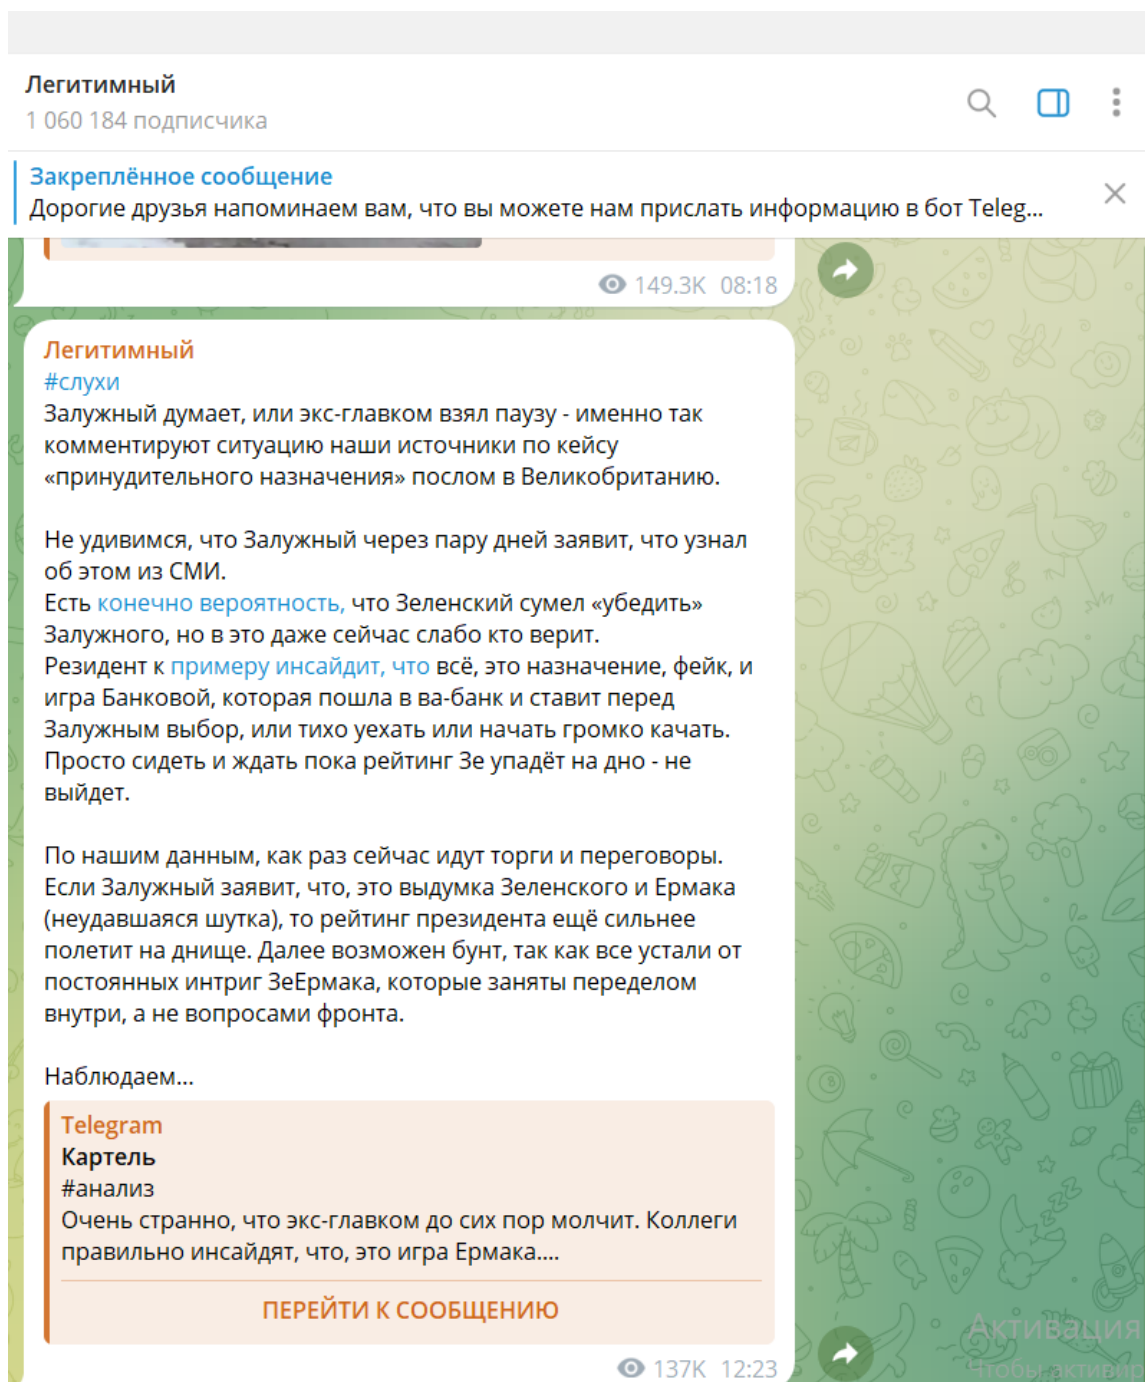 Легитимный
1 060 184 подписчика
Закреплённое сообщение
Дорогие друзья напоминаем вам, что вы можете нам прислать информацию в бот Teleg...
149.3K 08:18
Легитимный
#слухи
Залужный думает, или экс-главком взял паузу - именно так
комментируют ситуацию наши источники по кейсу
«принудительного назначения» послом в Великобританию.
Не удивимся, что Залужный через пару дней заявит, что узнал
об этом из СМИ.
Есть конечно вероятность, что Зеленский сумел «убедить»
Залужного, но в это даже сейчас слабо кто верит.
Резидент к примеру инсайдит, что всё, это назначение, фейк, и
игра Банковой, которая пошла в ва-банк и ставит перед
Залужным выбор, или тихо уехать или начать громко качать.
Просто сидеть и ждать пока рейтинг Зе упадёт на дно - не
выйдет.
По нашим данным, как раз сейчас идут торги и переговоры.
Если Залужный заявит, что, это выдумка Зеленского и Ермака
(неудавшаяся шутка), то рейтинг президента ещё сильнее
полетит на днище. Далее возможен бунт, так как все устали от
постоянных интриг ЗеЕрмака, которые заняты переделом
внутри, а не вопросами фронта.
Наблюдаем...
Telegram
Картель
#анализ
Очень странно, что экс-главком до сих пор молчит. Коллеги
правильно инсайдят, что, это игра Ермака....
ПЕРЕЙТИ К СООБЩЕНИЮ
137K 12:23
Активация
Чтобы активир